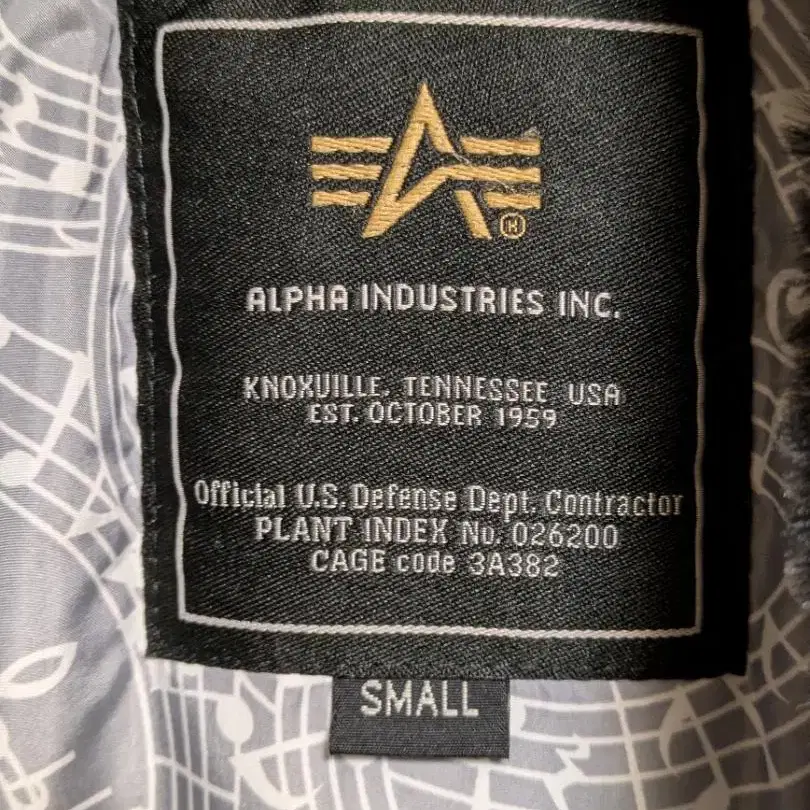 ALPHA INDUSTRIES INC.
KNOXVILLE, TENNESSEE USA
EST. OCTOBER 1959
Official U.S. Defense Dept. Contractor
PLANT INDEX No. 026200
CAGE code 3A382
SMALL